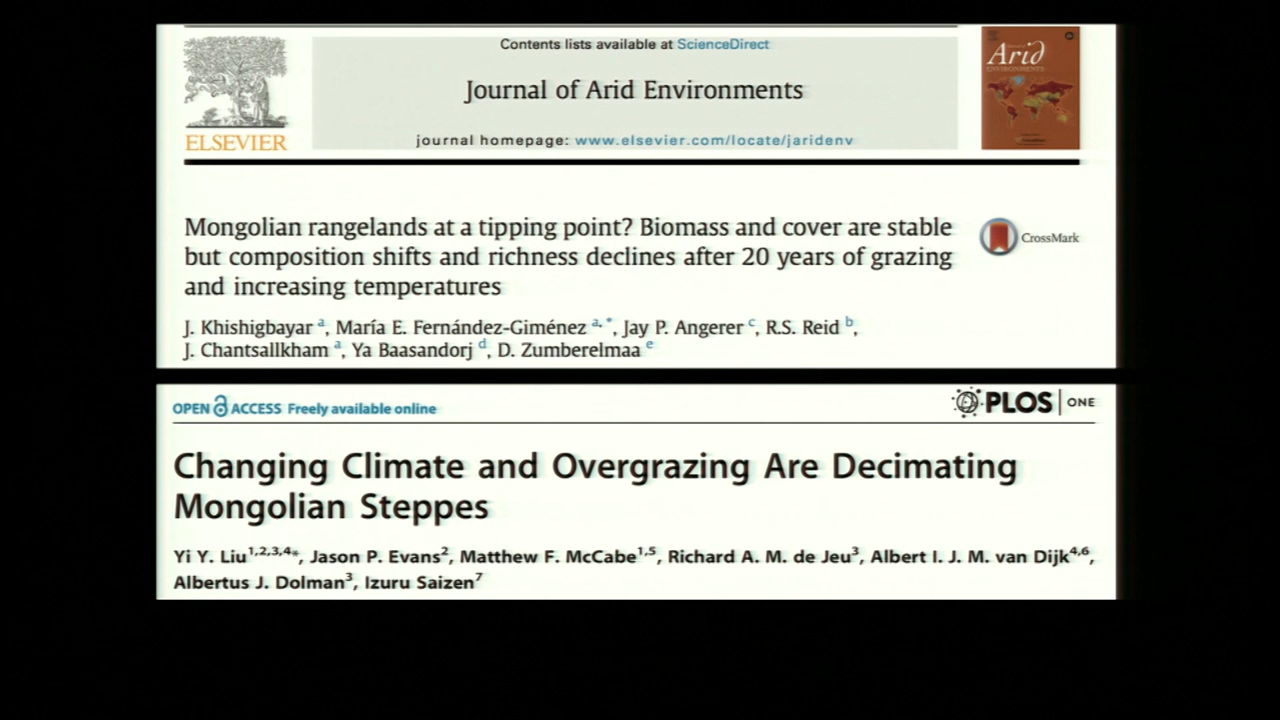 Contents lists available at ScienceDirect
Journal of Arid Environments
journal homepage: www.elsevier.com/locate/jaridenv
ELSEVIER
Arid
ENVIRONMENTS
Mongolian rangelands at a tipping point? Biomass and cover are stable
but composition shifts and richness declines after 20 years of grazing
and increasing temperatures
CrossMark
J. Khishigbayar a, María E. Fernández-Giménez a, *, Jay P. Angerer c, R.S. Reid b,
J. Chantsallkham a, Ya Baasandorj d, D. Zumberelmaa e
OPEN ACCESS Freely available online
PLOS ONE
Changing Climate and Overgrazing Are Decimating
Mongolian Steppes
Yi Y. Liu1,2,3,4*, Jason P. Evans2, Matthew F. McCabe1,5, Richard A. M. de Jeu3, Albert I. J. M. van Dijk4,6,
Albertus J. Dolman3, Izuru Saizen7